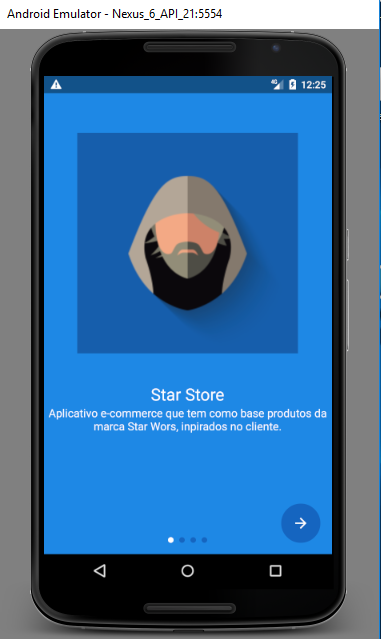 Android Emulator - Nexus_6_API_21:5554
4G 12:25
Star Store
Aplicativo e-commerce que tem como base produtos da
marca Star Wors, inpirados no cliente.